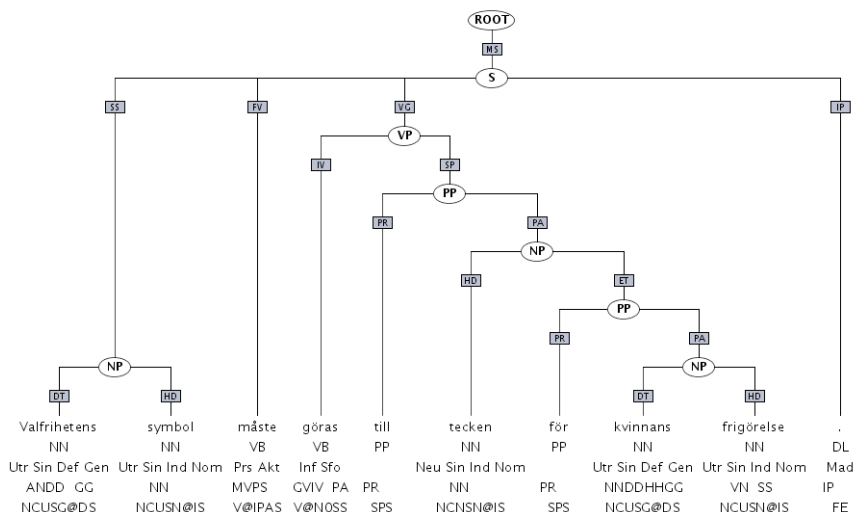 ROOT
MS
S
SS FV VG IP
VP
IV SP
PP
PR PA
NP
HD ET
PP
PR PA
NP NP
DT HD DT HD
Valfrihetens symbol måste göras till tecken för kvinnans frigörelse .
NN NN VB VB PP NN PP NN NN DL
Utr Sin Def Gen Utr Sin Ind Nom Prs Akt Inf Sfo Neu Sin Ind Nom Utr Sin Def Gen Utr Sin Ind Nom Mad
ANDD GG NN MVPS GVIV PA PR NN PR NNDDHHGG VN SS IP
NCUSG@DS NCUSN@IS V@IPAS V@N0SS SPS NCNSN@IS SPS NCUSG@DS NCUSN@IS FE